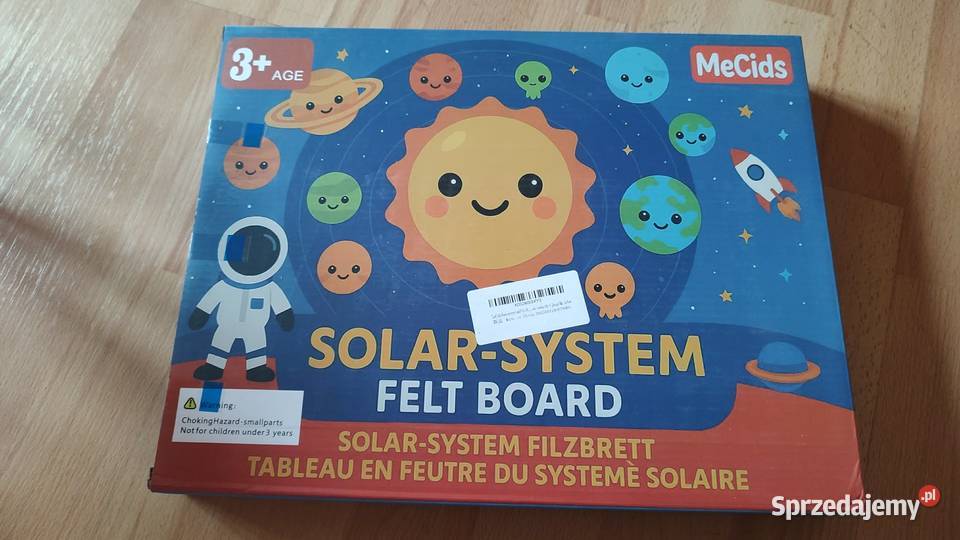 3+ AGE
MeCids
SOLAR-SYSTEM
FELT BOARD
Warning:
ChokingHazard-smallparts
Not for children under 3 years
SOLAR-SYSTEM FILZBRETT
TABLEAU EN FEUTRE DU SYSTEMÈ SOLAIRE
Sprzedajemy.pl